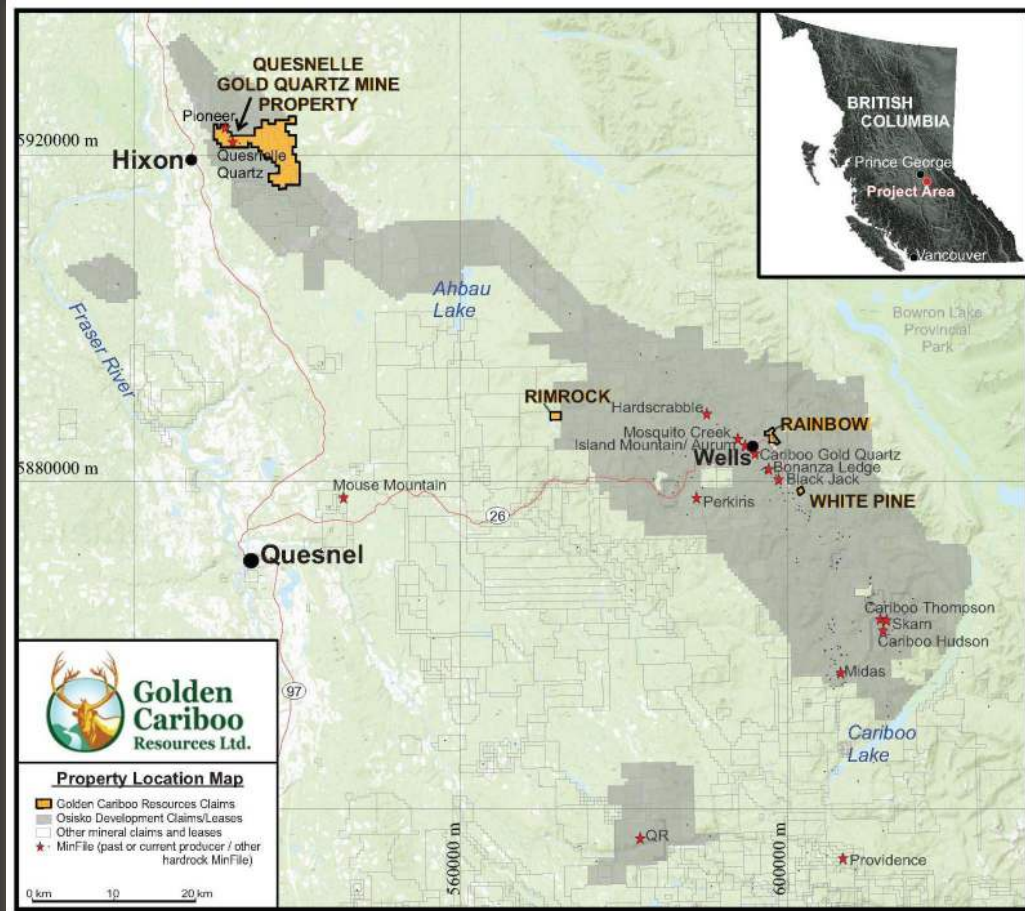 QUESNELLE
GOLD QUARTZ MINE
PROPERTY
Pioneer
5920000 m
Hixon
Quesnelle
Quartz
BRITISH
COLUMBIA
Prince George
Project Area
Vancouver
Ahbau
Lake
Bowron Lake
Provincial
Park
Fraser River
RIMROCK
Hardscrabble
RAINBOW
Mosquito Creek
Island Mountain/ Aurum
Wells
Cariboo Gold Quartz
5880000 m
Bonanza Ledge
Black Jack
Mouse Mountain
Perkins
WHITE PINE
26
Quesnel
Cariboo Thompson
Skarn
Cariboo Hudson
Midas
97
Cariboo
Lake
Golden
Cariboo
Resources Ltd.
Property Location Map
Golden Cariboo Resources Claims
Osisko Development Claims/Leases
Other mineral claims and leases
MinFile (past or current producer / other
hardrock MinFile)
0 km 10 20 km
560000 m
600000 m
QR
Providence